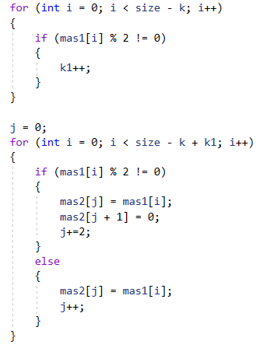 for (int i = 0; i < size - k; i++)
{
    if (mas1[i] % 2 != 0)
    {
        k1++;
    }
}

j = 0;
for (int i = 0; i < size - k + k1; i++)
{
    if (mas1[i] % 2 != 0)
    {
        mas2[j] = mas1[i];
        mas2[j + 1] = 0;
        j+=2;
    }
    else
    {
        mas2[j] = mas1[i];
        j++;
    }
}